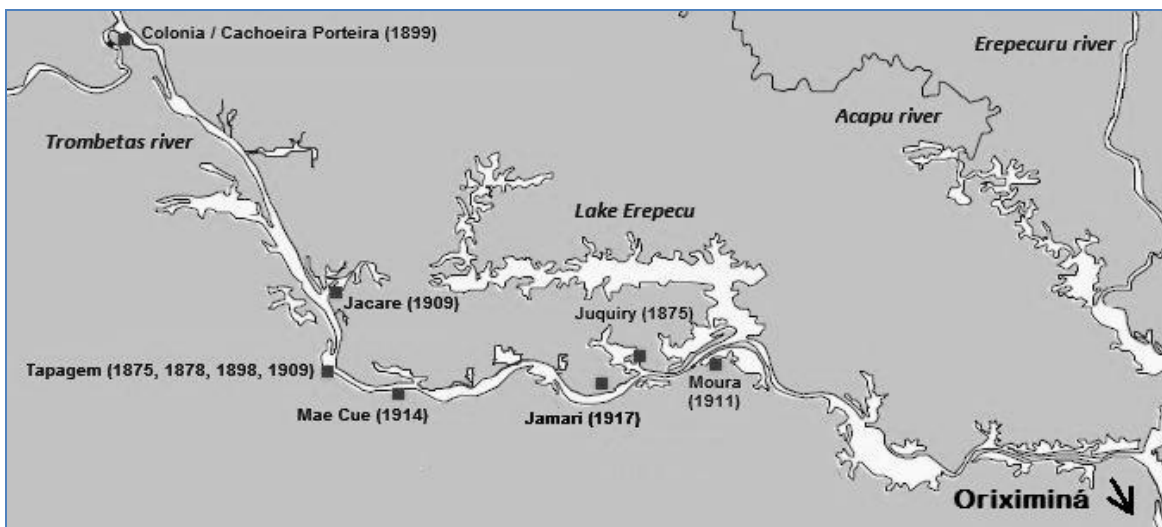 Colonia / Cachoeira Porteira (1899)
Erepecuru river
Acapu river
Trombetas river
Lake Erepecu
Jacare (1909)
Juquiry (1875)
Tapagem (1875, 1878, 1898, 1909)
Moura
(1911)
Mae Cue (1914)
Jamari (1917)
Oriximiná